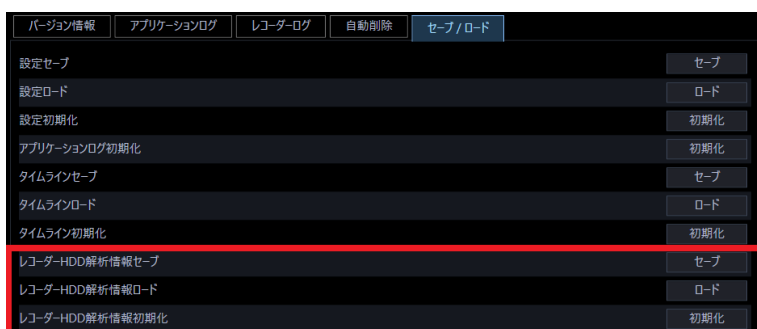 バージョン情報 アプリケーションログ レコーダーログ 自動削除 セーブ / ロード
設定セーブ セーブ
設定ロード ロード
設定初期化 初期化
アプリケーションログ初期化 初期化
タイムラインセーブ セーブ
タイムラインロード ロード
タイムライン初期化 初期化
レコーダーHDD解析情報セーブ セーブ
レコーダーHDD解析情報ロード ロード
レコーダーHDD解析情報初期化 初期化